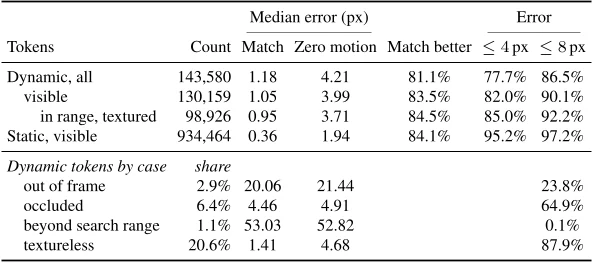 Median error (px) Error
Tokens Count Match Zero motion Match better ≤ 4 px ≤ 8 px
Dynamic, all 143,580 1.18 4.21 81.1% 77.7% 86.5%
visible 130,159 1.05 3.99 83.5% 82.0% 90.1%
in range, textured 98,926 0.95 3.71 84.5% 85.0% 92.2%
Static, visible 934,464 0.36 1.94 84.1% 95.2% 97.2%
Dynamic tokens by case share
out of frame 2.9% 20.06 21.44 23.8%
occluded 6.4% 4.46 4.91 64.9%
beyond search range 1.1% 53.03 52.82 0.1%
textureless 20.6% 1.41 4.68 87.9%